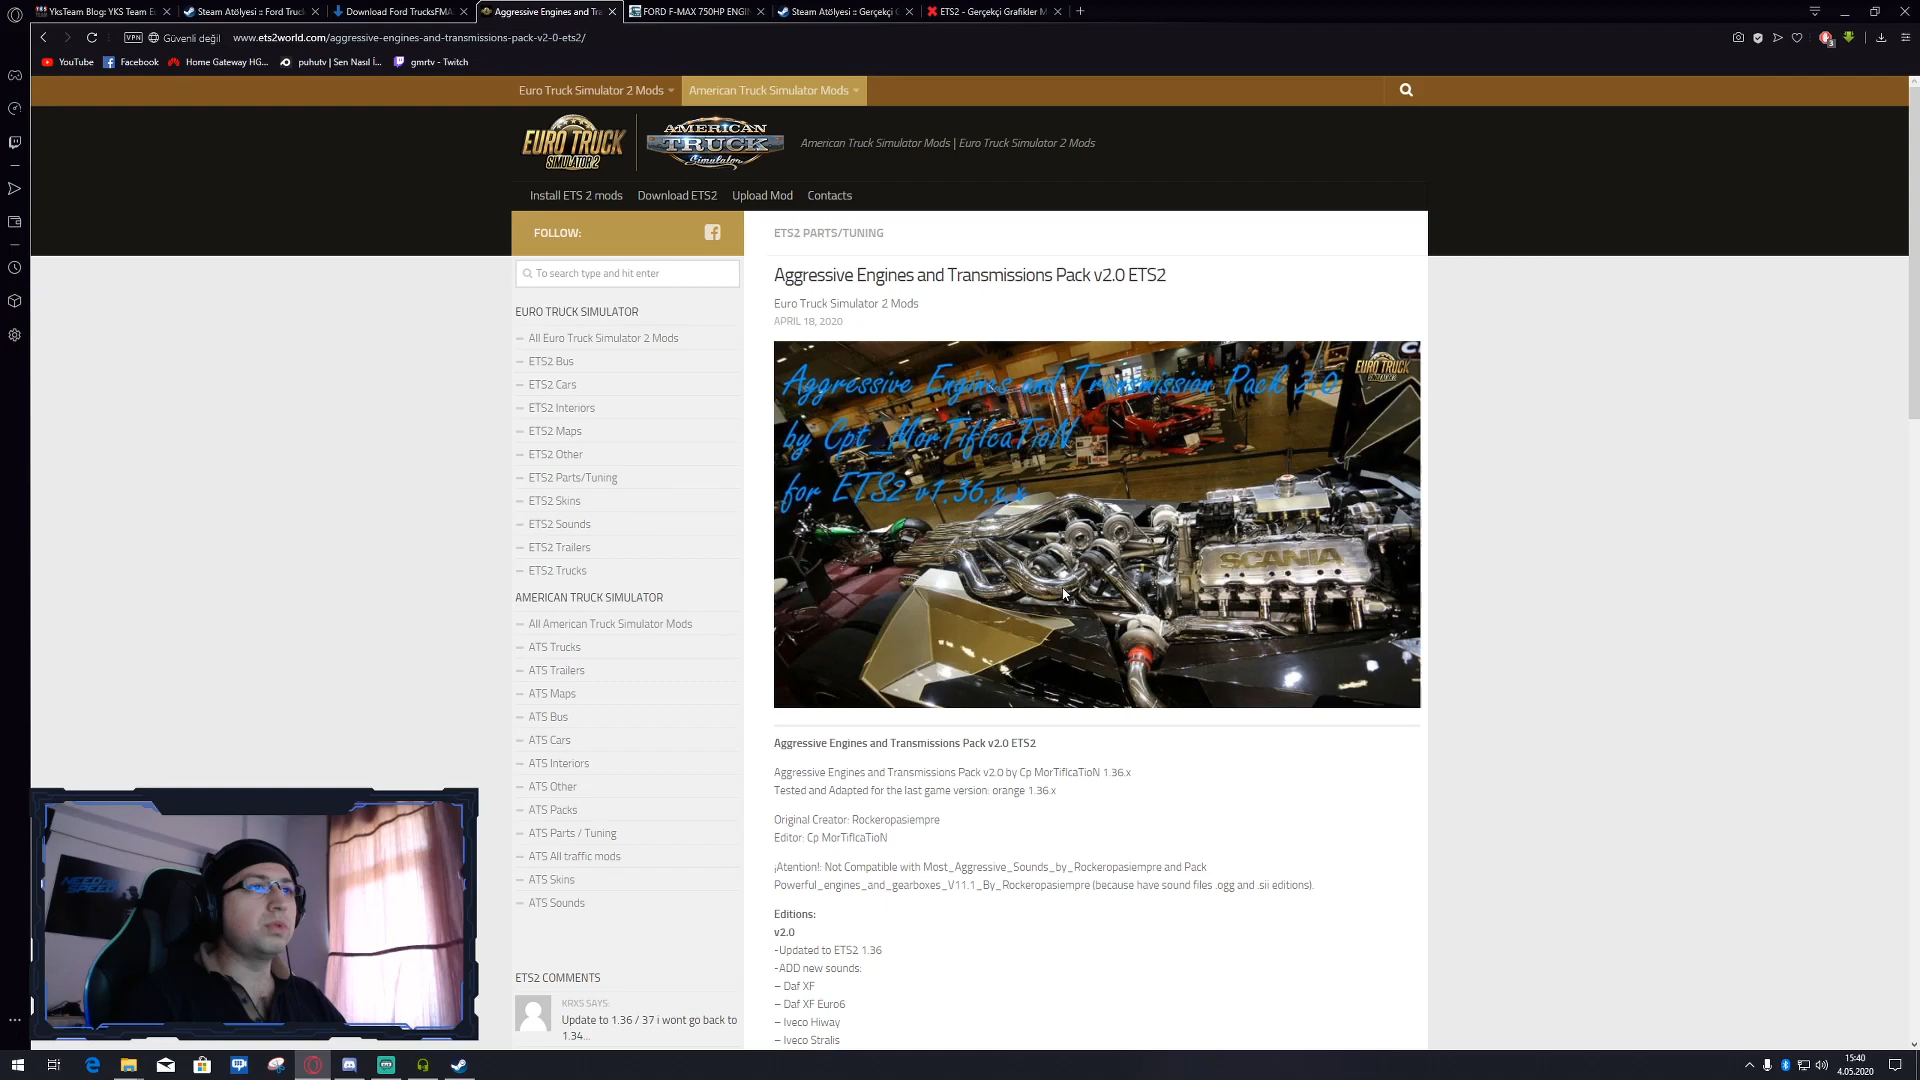 YksTeam Blog: YKS Team E
Steam Atölyesi :: Ford Truc
Download Ford TrucksFMA
Aggressive Engines and Tra
FORD F-MAX 750HP ENGIN
Steam Atölyesi :: Gerçekçi G
ETS2 - Gerçekçi Grafikler M
VPN Güvenli değil www.ets2world.com/aggressive-engines-and-transmissions-pack-v2-0-ets2/
YouTube Facebook Home Gateway HG... puhutv | Sen Nasıl İ... gmrtv - Twitch
Euro Truck Simulator 2 Mods American Truck Simulator Mods
EURO TRUCK
SIMULATOR 2
AMERICAN
TRUCK
Simulator
American Truck Simulator Mods | Euro Truck Simulator 2 Mods
Install ETS 2 mods Download ETS2 Upload Mod Contacts
FOLLOW:
To search type and hit enter
EURO TRUCK SIMULATOR
All Euro Truck Simulator 2 Mods
ETS2 Bus
ETS2 Cars
ETS2 Interiors
ETS2 Maps
ETS2 Other
ETS2 Parts/Tuning
ETS2 Skins
ETS2 Sounds
ETS2 Trailers
ETS2 Trucks
AMERICAN TRUCK SIMULATOR
All American Truck Simulator Mods
ATS Trucks
ATS Trailers
ATS Maps
ATS Bus
ATS Cars
ATS Interiors
ATS Other
ATS Packs
ATS Parts / Tuning
ATS All traffic mods
ATS Skins
ATS Sounds
ETS2 COMMENTS
KRXS SAYS:
Update to 1.36 / 37 i wont go back to
1.34...
ETS2 PARTS/TUNING
Aggressive Engines and Transmissions Pack v2.0 ETS2
Euro Truck Simulator 2 Mods
APRIL 18, 2020
Aggressive Engines and Transmission Pack 2.0
by Cpt_MorTifIcaTioN
for ETS2 v1.36.x.x
EURO TRUCK
SCANIA
Aggressive Engines and Transmissions Pack v2.0 ETS2
Aggressive Engines and Transmissions Pack v2.0 by Cp MorTifIcaTioN 1.36.x
Tested and Adapted for the last game version: orange 1.36.x
Original Creator: Rockeropasiempre
Editor: Cp MorTifIcaTioN
¡Atention!: Not Compatible with Most_Aggressive_Sounds_by_Rockeropasiempre and Pack
Powerful_engines_and_gearboxes_V11.1_By_Rockeropasiempre (because have sound files .ogg and .sii editions).
Editions:
v2.0
-Updated to ETS2 1.36
-ADD new sounds:
– Daf XF
– Daf XF Euro6
– Iveco Hiway
– Iveco Stralis
NEED FOR
SPEED
15:40
4.05.2020